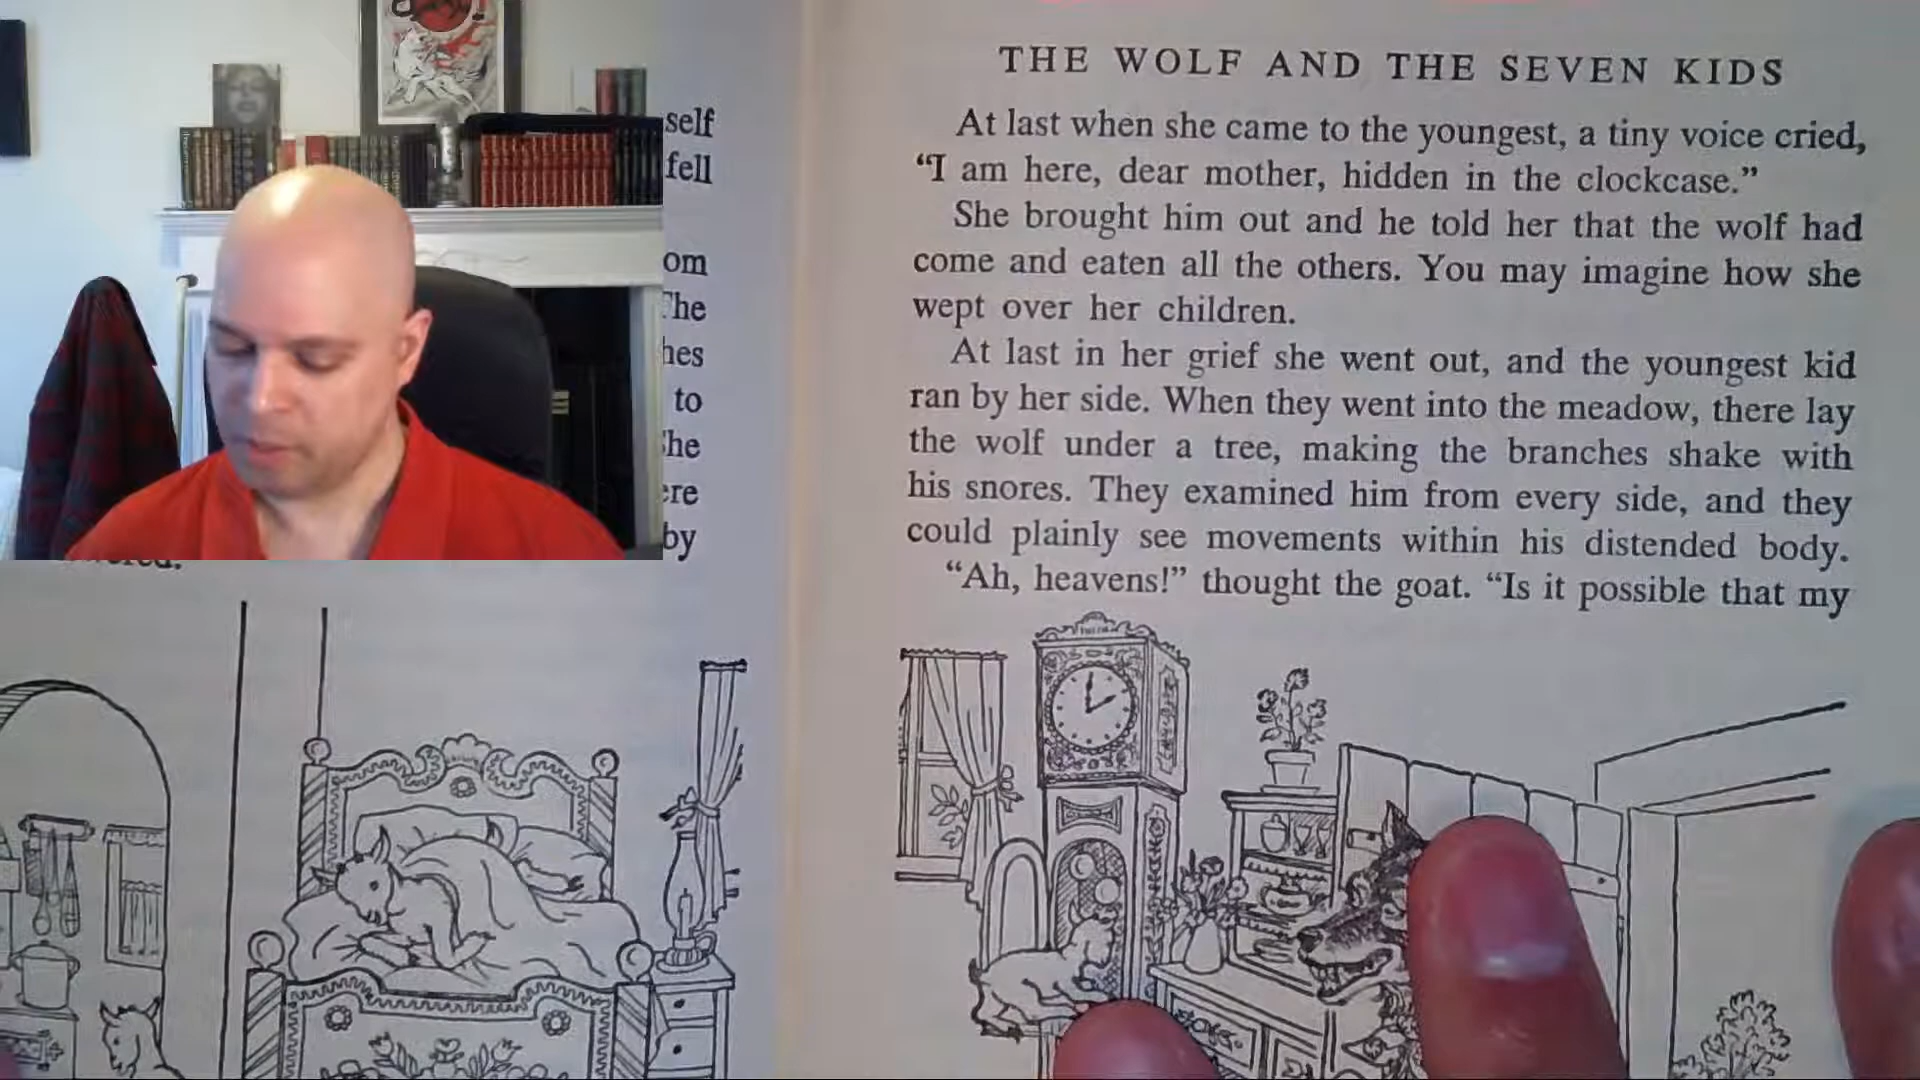 self
fell
om
The
hes
to
he
ere
by
THE WOLF AND THE SEVEN KIDS
At last when she came to the youngest, a tiny voice cried,
“I am here, dear mother, hidden in the clockcase.”
She brought him out and he told her that the wolf had
come and eaten all the others. You may imagine how she
wept over her children.
At last in her grief she went out, and the youngest kid
ran by her side. When they went into the meadow, there lay
the wolf under a tree, making the branches shake with
his snores. They examined him from every side, and they
could plainly see movements within his distended body.
“Ah, heavens!” thought the goat. “Is it possible that my